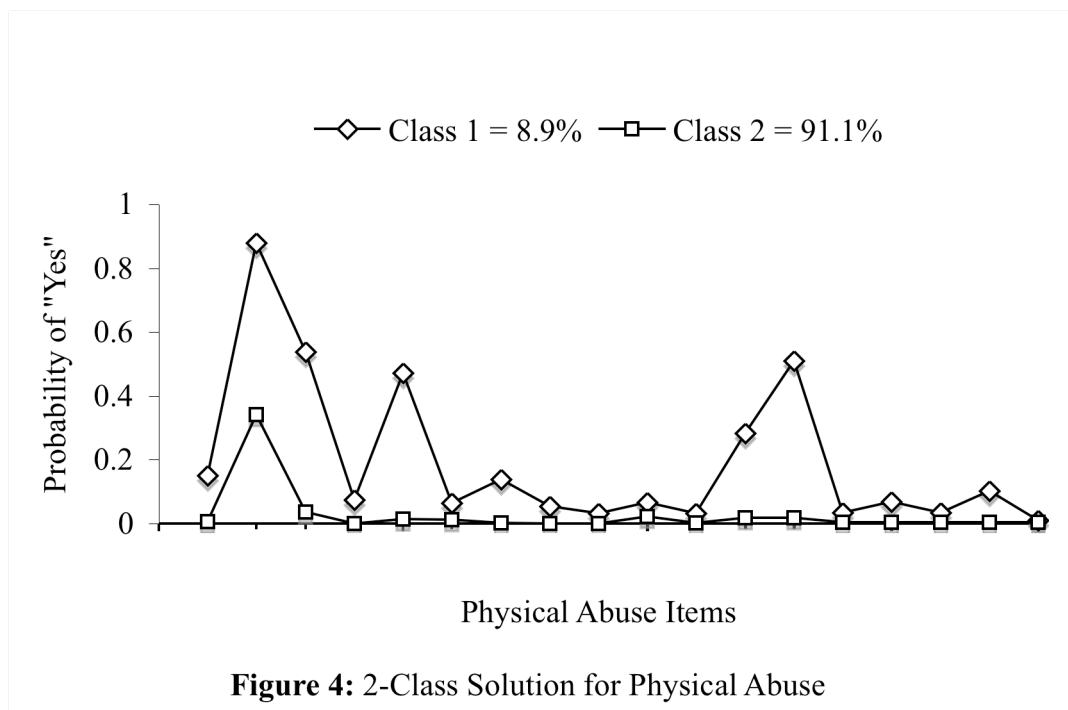 Class 1 = 8.9% Class 2 = 91.1%
1
0.8
0.6
0.4
0.2
0
Probability of "Yes"
Physical Abuse Items
Figure 4: 2-Class Solution for Physical Abuse